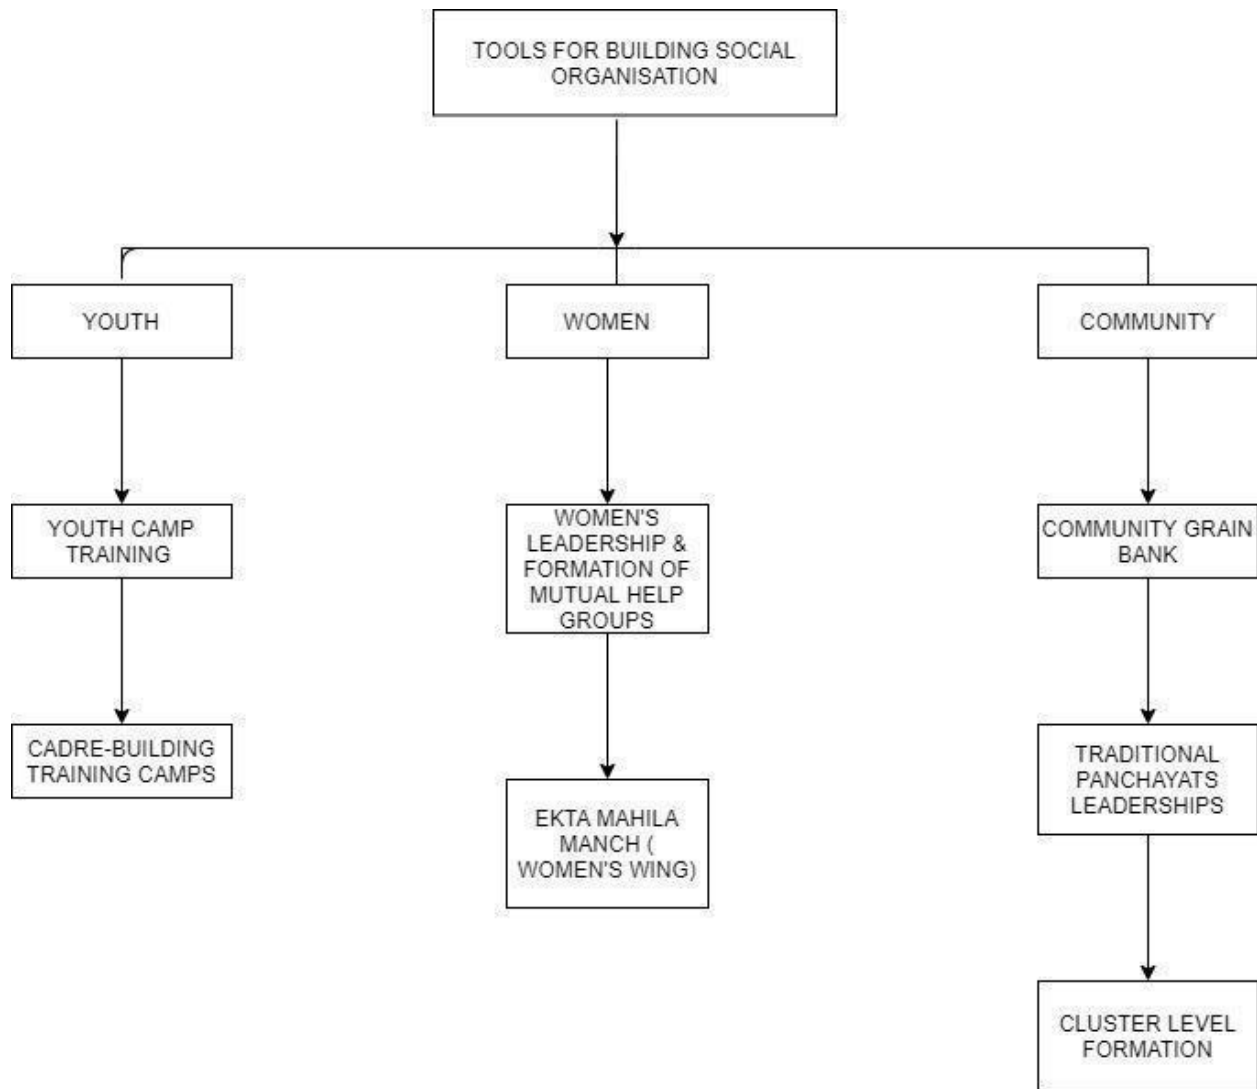 TOOLS FOR BUILDING SOCIAL
ORGANISATION
YOUTH
WOMEN
COMMUNITY
YOUTH CAMP
TRAINING
WOMEN'S
LEADERSHIP &
FORMATION OF
MUTUAL HELP
GROUPS
COMMUNITY GRAIN
BANK
CADRE-BUILDING
TRAINING CAMPS
EKTA MAHILA
MANCH (
WOMEN'S WING)
TRADITIONAL
PANCHAYATS
LEADERSHIPS
CLUSTER LEVEL
FORMATION